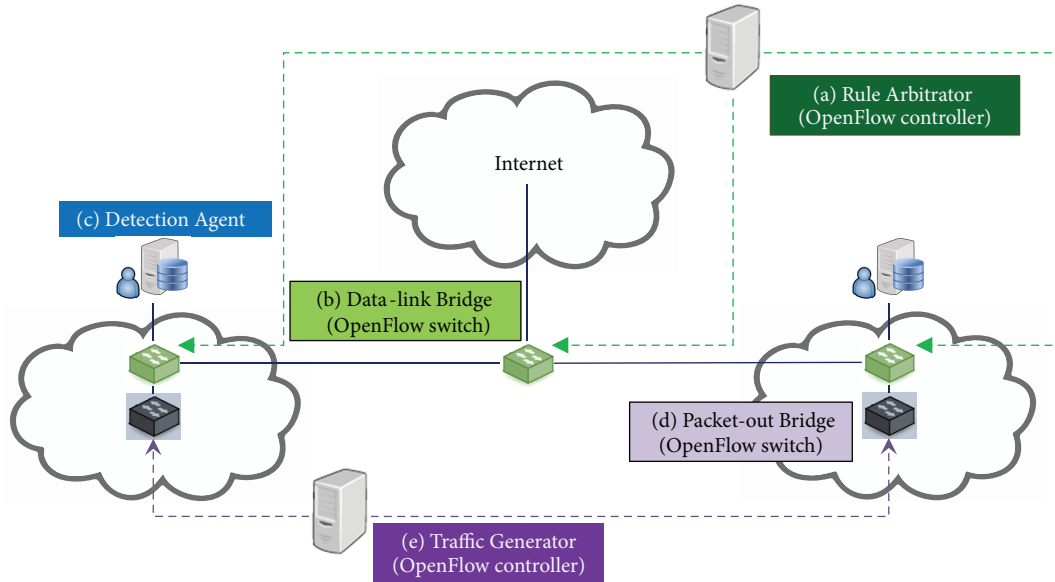 (a) Rule Arbitrator
(OpenFlow controller)
Internet
(c) Detection Agent
(b) Data-link Bridge
(OpenFlow switch)
(d) Packet-out Bridge
(OpenFlow switch)
(e) Traffic Generator
(OpenFlow controller)